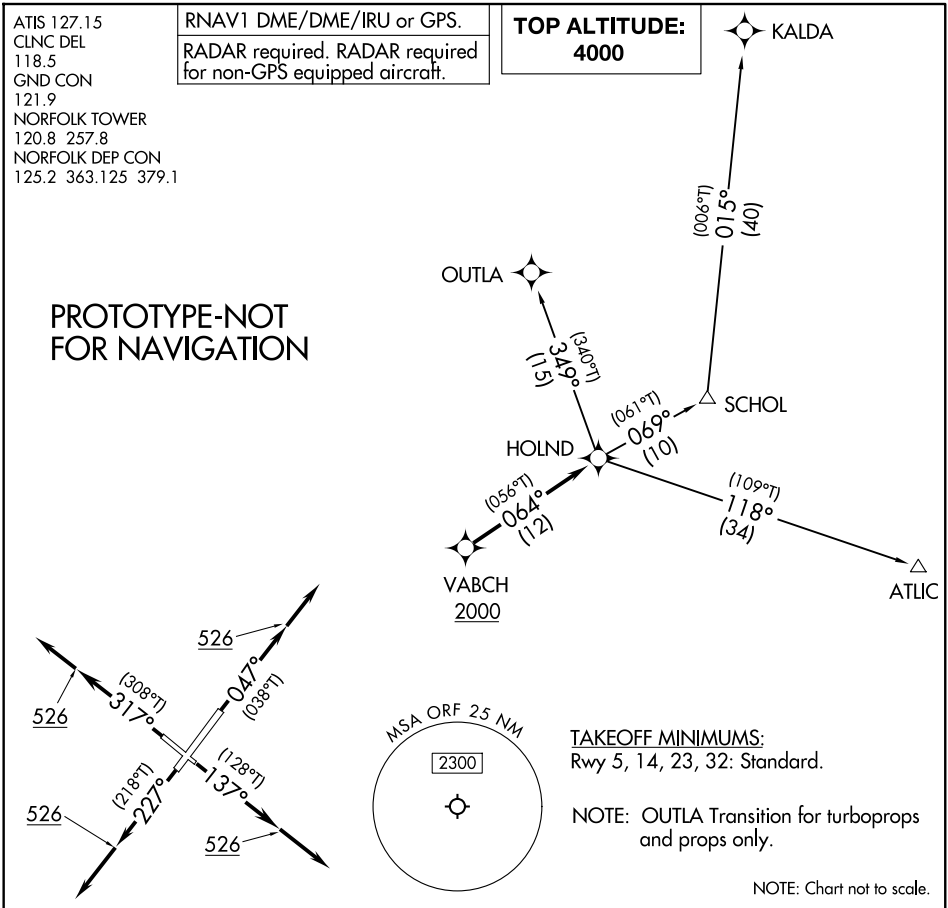 ATIS 127.15
CLNC DEL
118.5
GND CON
121.9
NORFOLK TOWER
120.8 257.8
NORFOLK DEP CON
125.2 363.125 379.1
RNAV1 DME/DME/IRU or GPS.
RADAR required. RADAR required
for non-GPS equipped aircraft.
TOP ALTITUDE:
4000
KALDA
(006°T)
015°
(40)
OUTLA
(340°T)
349°
(15)
PROTOTYPE-NOT
FOR NAVIGATION
SCHOL
(061°T)
069°
(10)
HOLND
(109°T)
118°
(34)
ATLIC
(056°T)
064°
(12)
VABCH
2000
526
047°
(038°T)
(308°T)
317°
526
(128°T)
137°
526
(218°T)
227°
526
MSA ORF 25 NM
2300
TAKEOFF MINIMUMS:
Rwy 5, 14, 23, 32: Standard.
NOTE: OUTLA Transition for turboprops
and props only.
NOTE: Chart not to scale.